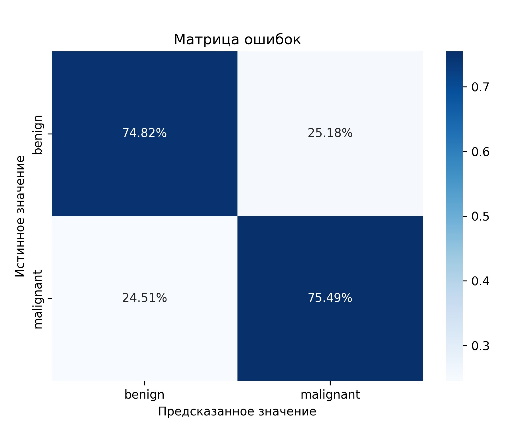 Матрица ошибок
Истинное значение
benign
74.82%
25.18%
malignant
24.51%
75.49%
benign
malignant
Предсказанное значение
0.7
0.6
0.5
0.4
0.3